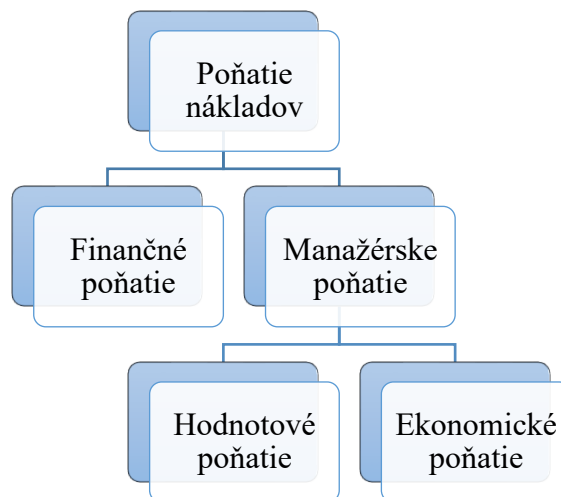 Poňatie
nákladov
Finančné
poňatie
Manažérske
poňatie
Hodnotové
poňatie
Ekonomické
poňatie